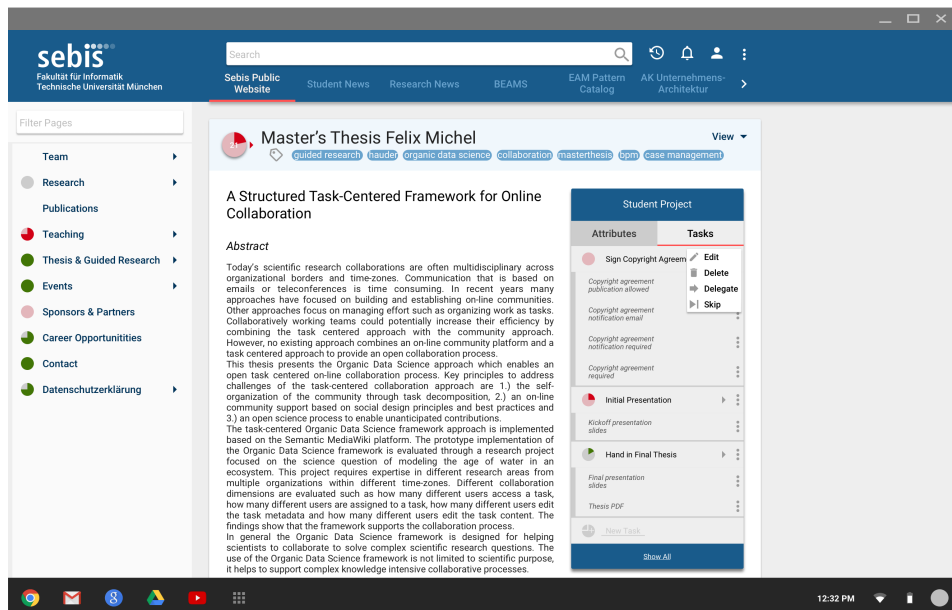 sebis
Fakultät für Informatik
Technische Universität München
Search
Sebis Public
Website
Student News
Research News
BEAMS
EAM Pattern
Catalog
AK Unternehmens-
Architektur
Filter Pages
Team
Research
Publications
Teaching
Thesis & Guided Research
Events
Sponsors & Partners
Career Opportunitities
Contact
Datenschutzerklärung
Master's Thesis Felix Michel
View
guided research hauder organic data science collaboration masterthesis bpm case management
A Structured Task-Centered Framework for Online
Collaboration
Abstract
Today's scientific research collaborations are often multidisciplinary across
organizational borders and time-zones. Communication that is based on
emails or teleconferences is time consuming. In recent years many
approaches have focused on building and establishing on-line communities.
Other approaches focus on managing effort such as organizing work as tasks.
Collaboratively working teams could potentially increase their efficiency by
combining the task centered approach with the community approach.
However, no existing approach combines an on-line community platform and a
task centered approach to provide an open collaboration process.
This thesis presents the Organic Data Science approach which enables an
open task centered on-line collaboration process. Key principles to address
challenges of the task-centered collaboration approach are 1.) the self-
organization of the community through task decomposition, 2.) an on-line
community support based on social design principles and best practices and
3.) an open science process to enable unanticipated contributions.
The task-centered Organic Data Science framework approach is implemented
based on the Semantic MediaWiki platform. The prototype implementation of
the Organic Data Science framework is evaluated through a research project
focused on the science question of modeling the age of water in an
ecosystem. This project requires expertise in different research areas from
multiple organizations within different time-zones. Different collaboration
dimensions are evaluated such as how many different users access a task,
how many different users are assigned to a task, how many different users edit
the task metadata and how many different users edit the task content. The
findings show that the framework supports the collaboration process.
In general the Organic Data Science framework is designed for helping
scientists to collaborate to solve complex scientific research questions. The
use of the Organic Data Science framework is not limited to scientific purpose,
it helps to support complex knowledge intensive collaborative processes.
Student Project
Attributes
Tasks
Sign Copyright Agreem
Edit
Delete
Delegate
Skip
Copyright agreement
publication allowed
Copyright agreement
notification email
Copyright agreement
notification required
Copyright agreement
required
Initial Presentation
Kickoff presentation
slides
Hand in Final Thesis
Final presentation
slides
Thesis PDF
New Task
Show All
12:32 PM